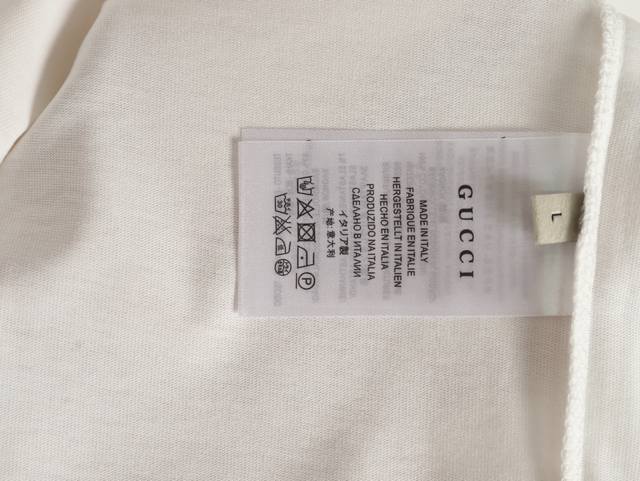 L
GUCCI
MADE IN ITALY
FABRIQUE EN ITALIE
HERGESTELLT IN ITALIEN
HECHO EN ITALIA
PRODUZIDO NA ITALIA
СДЕЛАНО В ИТАЛИИ
イタリア製
产地:意大利
P